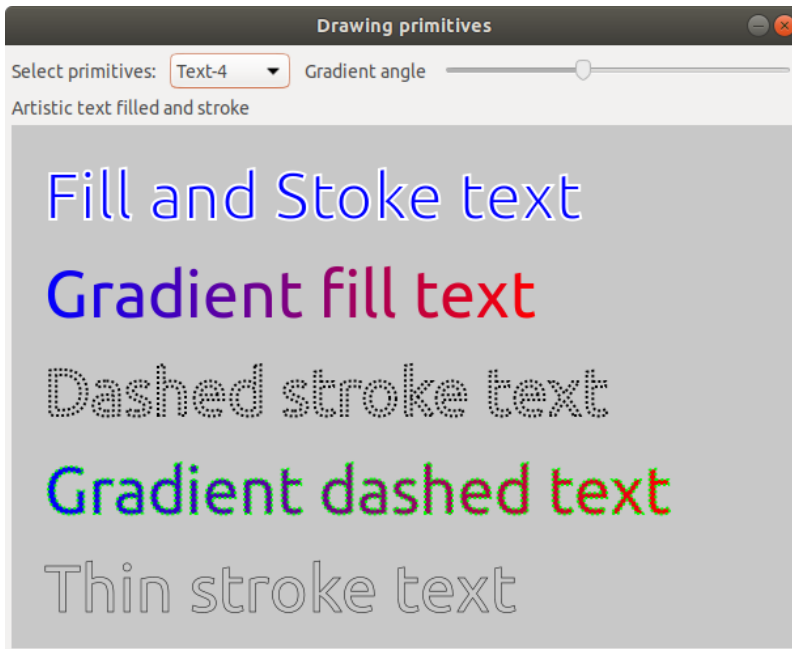 Drawing primitives
Select primitives: Text-4 Gradient angle
Artistic text filled and stroke
Fill and Stoke text
Gradient fill text
Dashed stroke text
Gradient dashed text
Thin stroke text